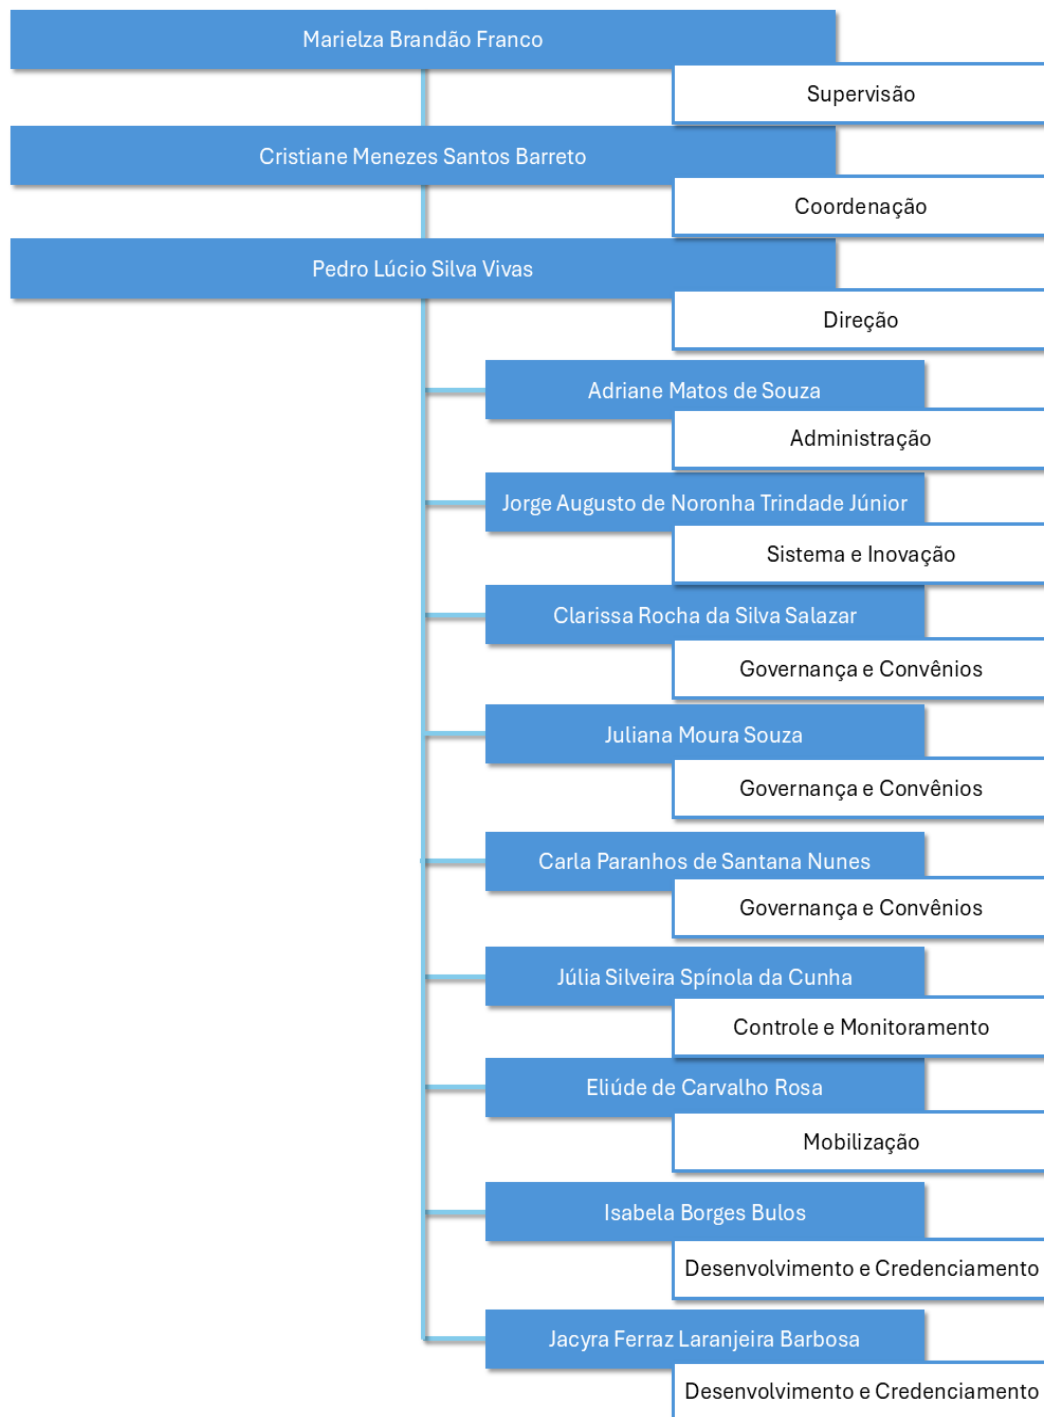 Marielza Brandão Franco
Supervisão
Cristiane Menezes Santos Barreto
Coordenação
Pedro Lúcio Silva Vivas
Direção
Adriane Matos de Souza
Administração
Jorge Augusto de Noronha Trindade Júnior
Sistema e Inovação
Clarissa Rocha da Silva Salazar
Governança e Convênios
Juliana Moura Souza
Governança e Convênios
Carla Paranhos de Santana Nunes
Governança e Convênios
Júlia Silveira Spínola da Cunha
Controle e Monitoramento
Eliúde de Carvalho Rosa
Mobilização
Isabela Borges Bulos
Desenvolvimento e Credenciamento
Jacyra Ferraz Laranjeira Barbosa
Desenvolvimento e Credenciamento